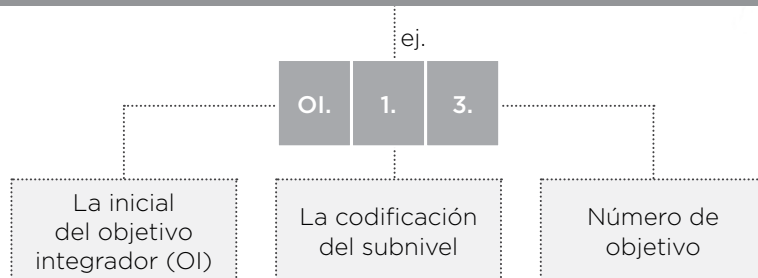 ej.
OI. 1. 3.
La inicial
del objetivo
integrador (OI)
La codificación
del subnivel
Número de
objetivo